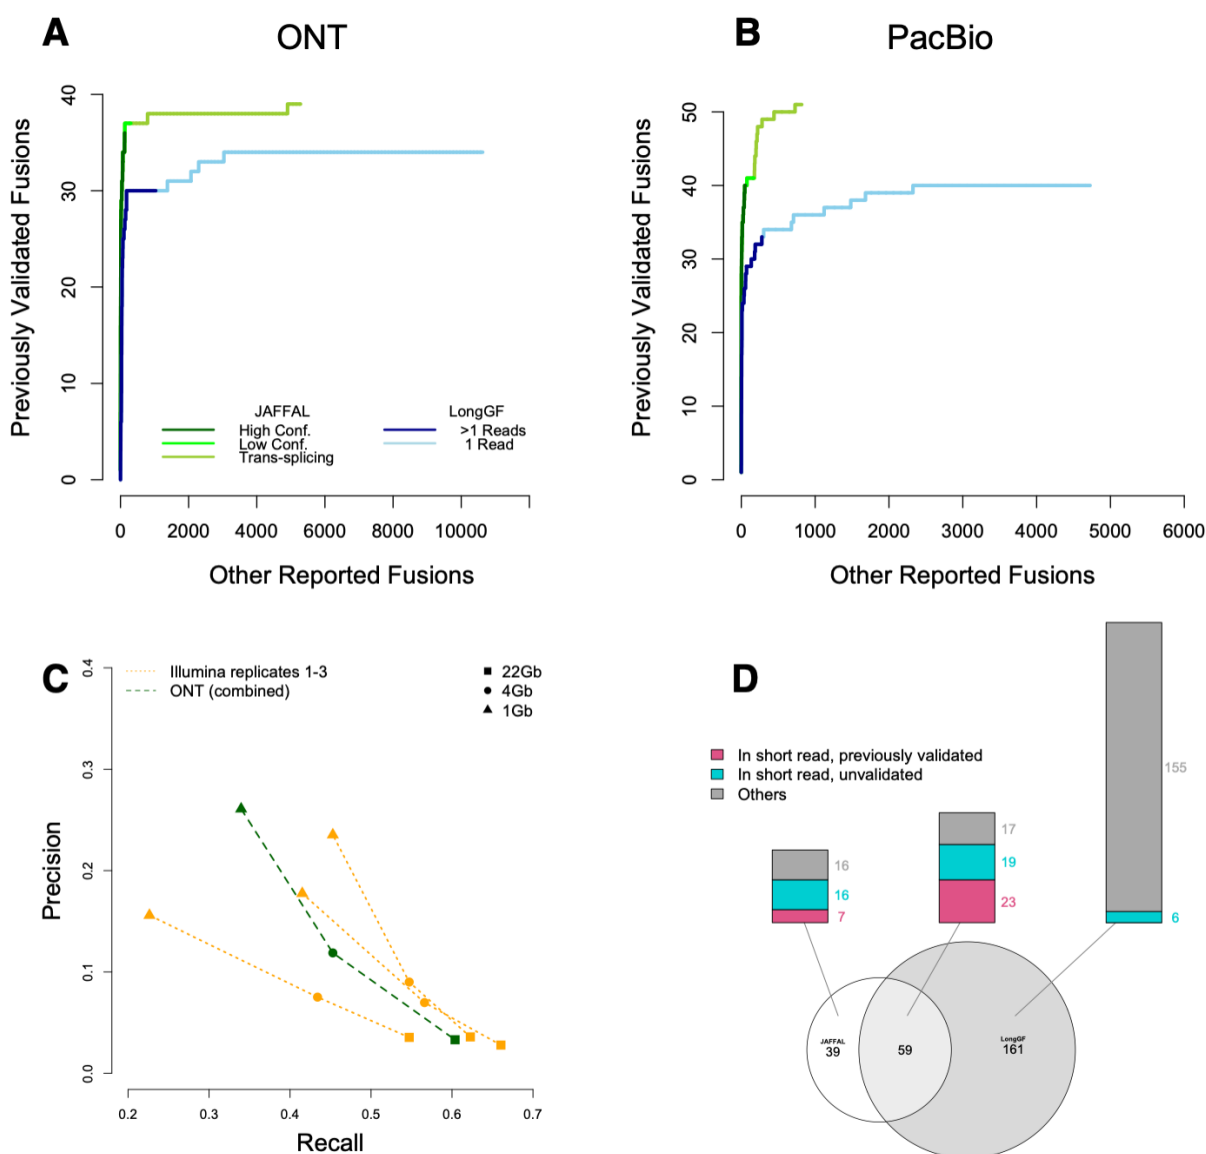 A
ONT
Previously Validated Fusions
40
30
20
10
0
JAFFAL
LongGF
High Conf.
>1 Reads
Low Conf.
1 Read
Trans-splicing
0 2000 4000 6000 8000 10000
Other Reported Fusions
B
PacBio
Previously Validated Fusions
50
40
30
20
10
0
0 1000 2000 3000 4000 5000 6000
Other Reported Fusions
C
Illumina replicates 1-3
ONT (combined)
22Gb
4Gb
1Gb
Precision
0.4
0.3
0.2
0.1
0.0
0.2 0.3 0.4 0.5 0.6 0.7
Recall
D
In short read, previously validated
In short read, unvalidated
Others
16
16
7
17
19
23
155
6
JAFFAL
39
59
LongGF
161